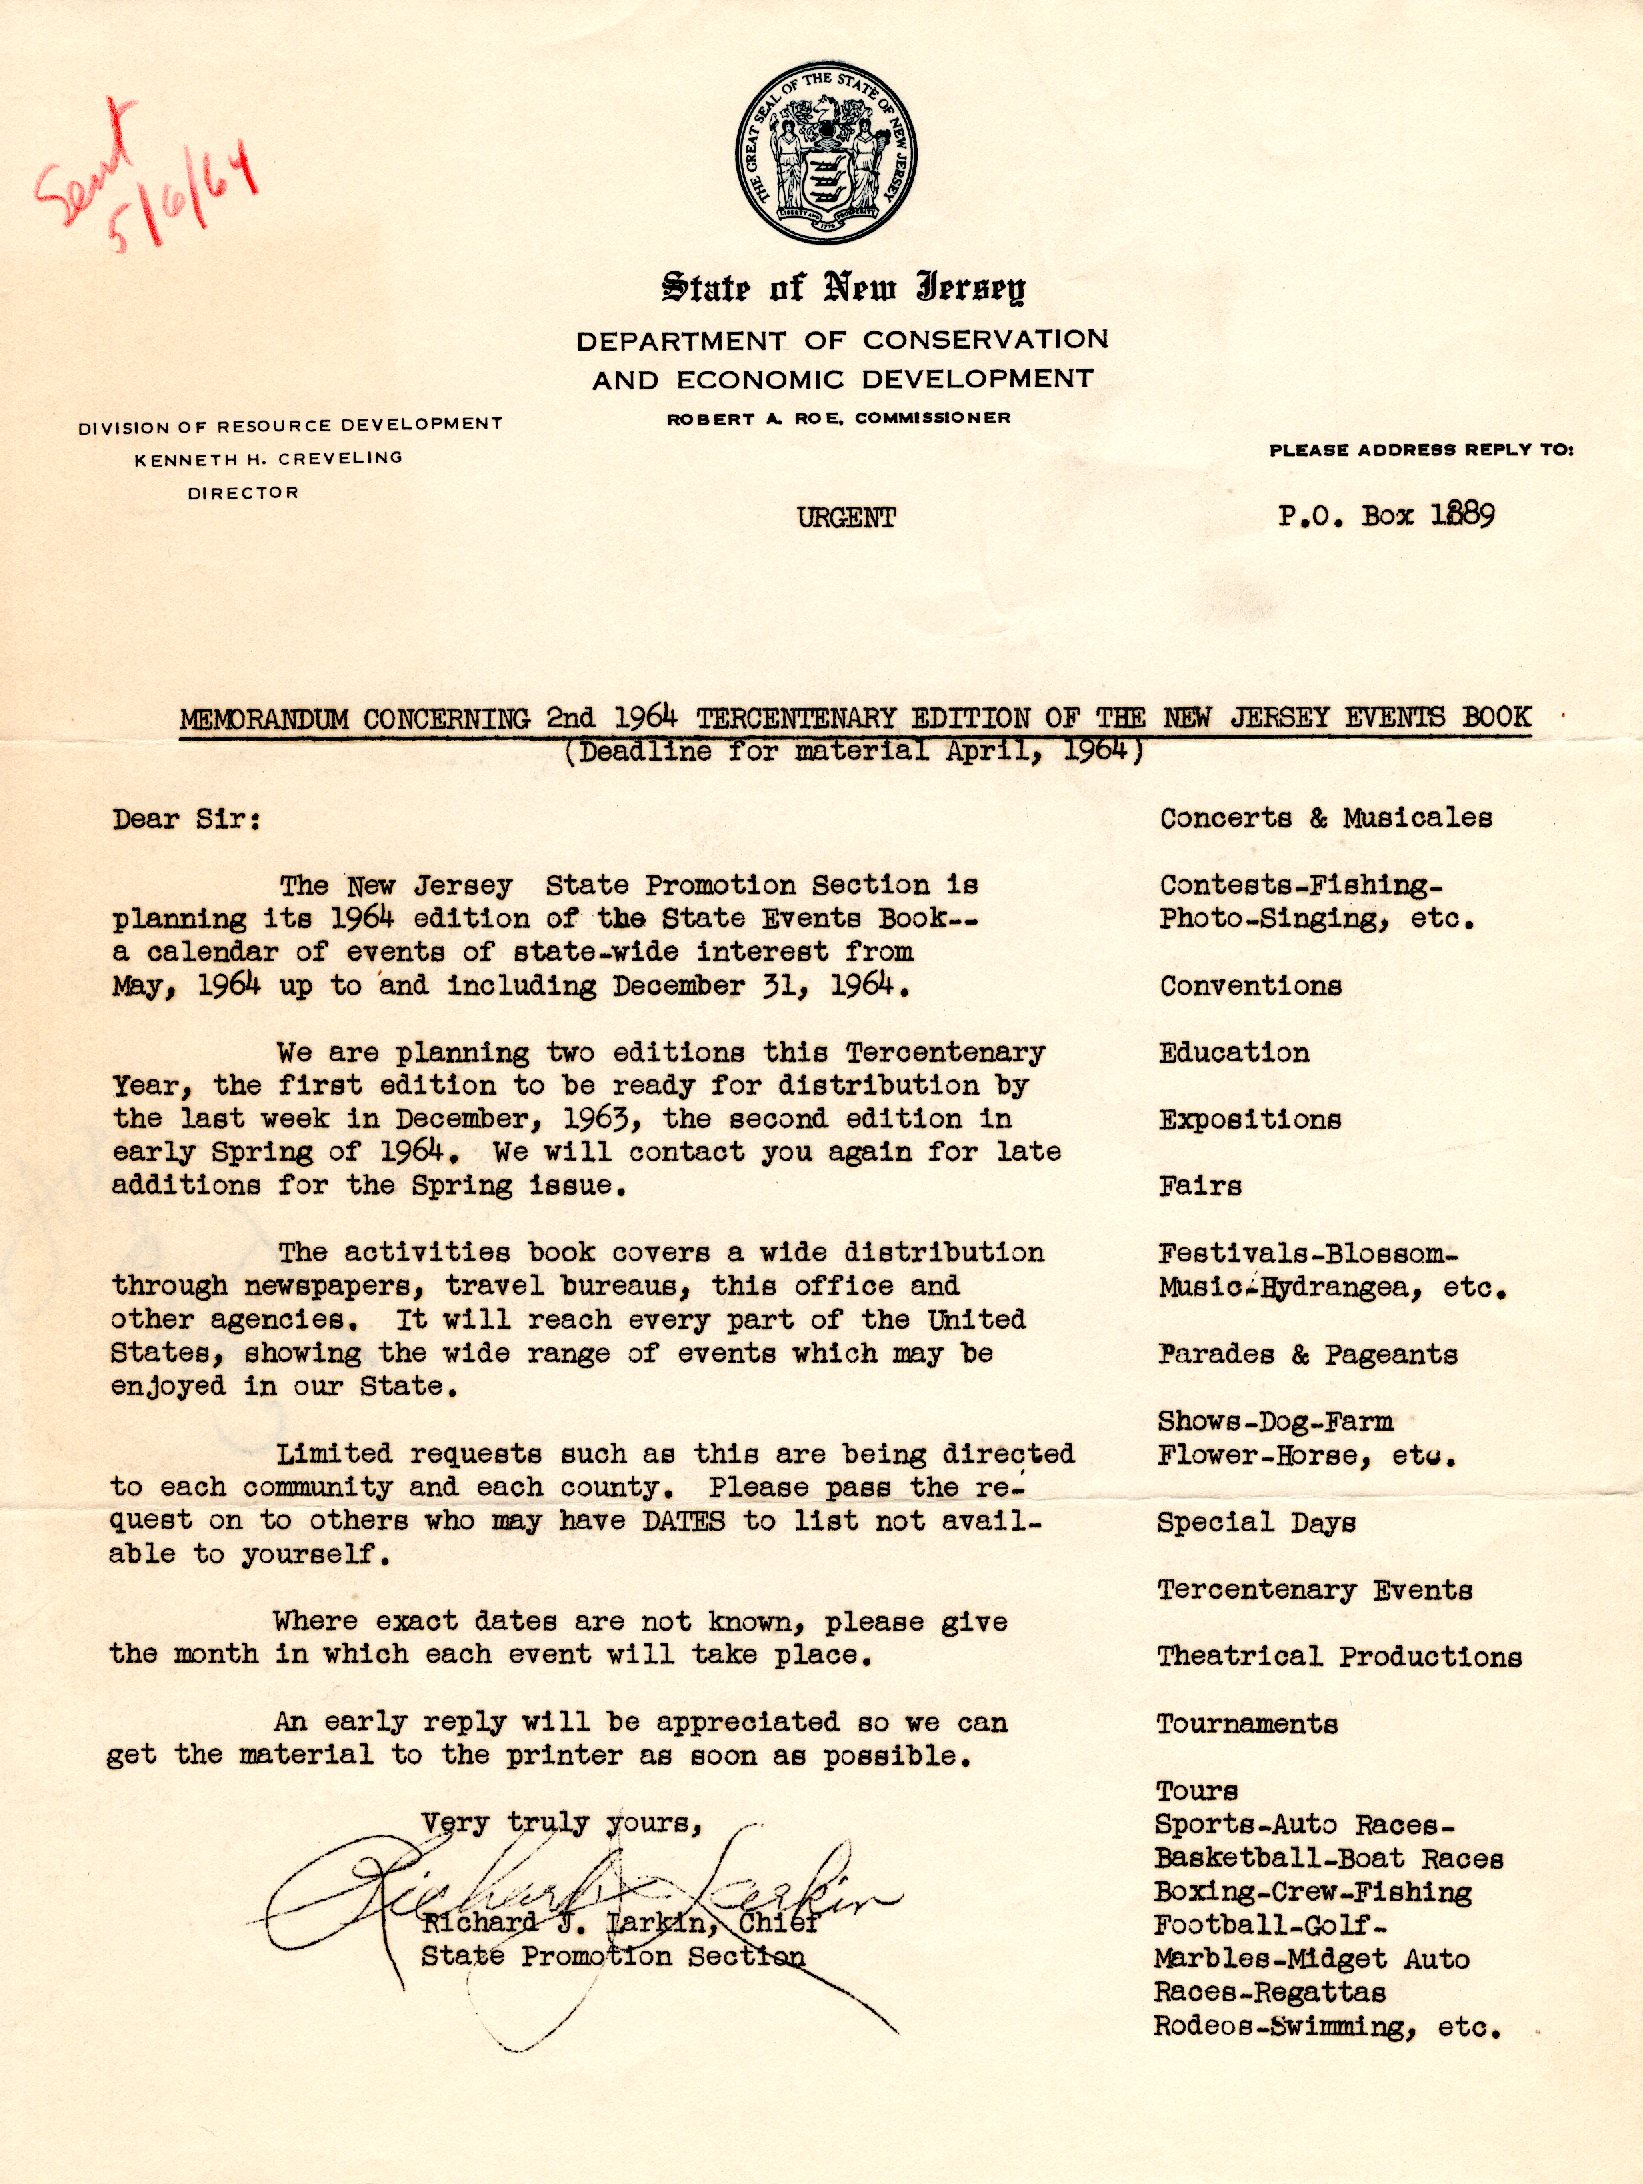 Sent
5/6/64
THE GREAT SEAL OF THE STATE OF NEW JERSEY
LIBERTY AND PROSPERITY
1776
State of New Jersey
DEPARTMENT OF CONSERVATION
AND ECONOMIC DEVELOPMENT
ROBERT A. ROE, COMMISSIONER
DIVISION OF RESOURCE DEVELOPMENT
KENNETH H. CREVELING
DIRECTOR
PLEASE ADDRESS REPLY TO:
URGENT
P.O. Box 1889
MEMORANDUM CONCERNING 2nd 1964 TERCENTENARY EDITION OF THE NEW JERSEY EVENTS BOOK
(Deadline for material April, 1964)
Dear Sir:
The New Jersey State Promotion Section is
planning its 1964 edition of the State Events Book--
a calendar of events of state-wide interest from
May, 1964 up to and including December 31, 1964.
We are planning two editions this Tercentenary
Year, the first edition to be ready for distribution by
the last week in December, 1963, the second edition in
early Spring of 1964. We will contact you again for late
additions for the Spring issue.
The activities book covers a wide distribution
through newspapers, travel bureaus, this office and
other agencies. It will reach every part of the United
States, showing the wide range of events which may be
enjoyed in our State.
Limited requests such as this are being directed
to each community and each county. Please pass the re-
quest on to others who may have DATES to list not avail-
able to yourself.
Where exact dates are not known, please give
the month in which each event will take place.
An early reply will be appreciated so we can
get the material to the printer as soon as possible.
Very truly yours,
Richard J. Larkin
Richard J. Larkin, Chief
State Promotion Section
Concerts & Musicales
Contests-Fishing-
Photo-Singing, etc.
Conventions
Education
Expositions
Fairs
Festivals-Blossom-
Music-Hydrangea, etc.
Parades & Pageants
Shows-Dog-Farm
Flower-Horse, etc.
Special Days
Tercentenary Events
Theatrical Productions
Tournaments
Tours
Sports-Auto Races-
Basketball-Boat Races
Boxing-Crew-Fishing
Football-Golf-
Marbles-Midget Auto
Races-Regattas
Rodeos-Swimming, etc.